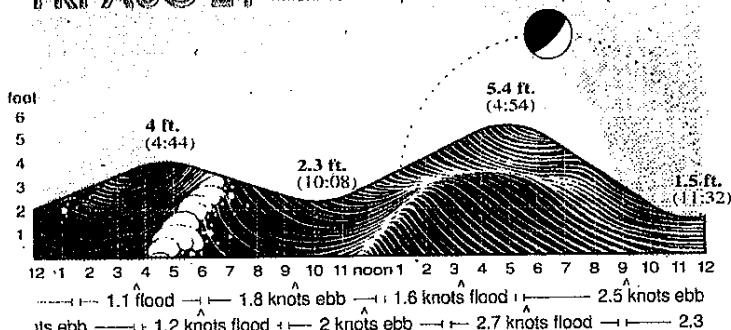 foot
6
5
4
3
2
1
4 ft.
(4:44)
2.3 ft.
(10:08)
5.4 ft.
(4:54)
1.5 ft.
(11:32)
12 1 2 3 4 5 6 7 8 9 10 11 noon 1 2 3 4 5 6 7 8 9 10 11 12
1.1 flood 1.8 knots ebb 1.6 knots flood 2.5 knots ebb
ebb 1.2 knots flood 2 knots ebb 2.7 knots flood 2.3